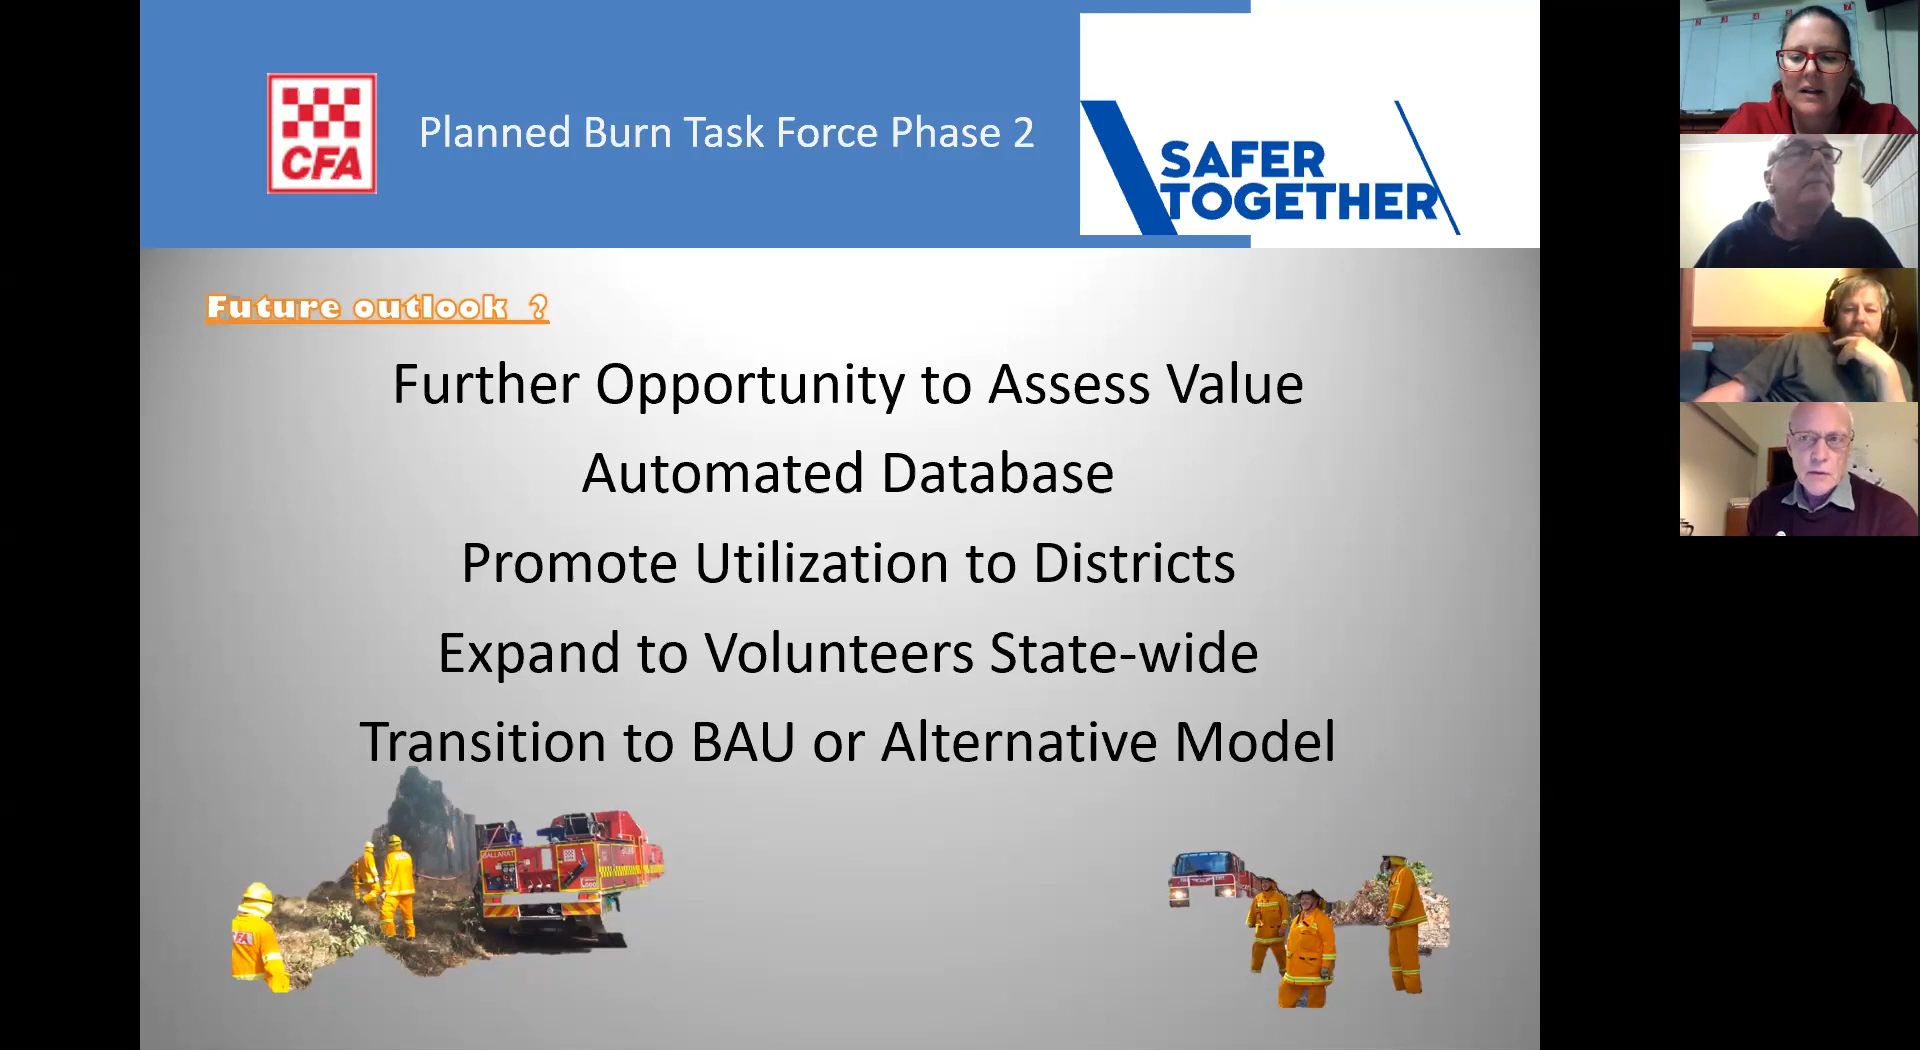 CFA
Planned Burn Task Force Phase 2
SAFER
TOGETHER
Future outlook ?
Further Opportunity to Assess Value
Automated Database
Promote Utilization to Districts
Expand to Volunteers State-wide
Transition to BAU or Alternative Model
BALLARAT